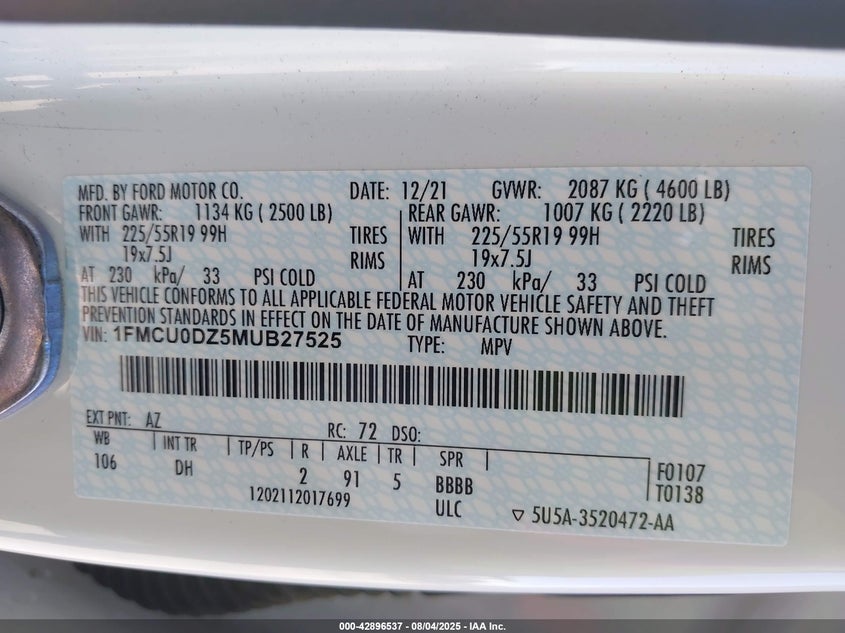 MFD. BY FORD MOTOR CO. DATE: 12/21 GVWR: 2087 KG ( 4600 LB)
FRONT GAWR: 1134 KG ( 2500 LB) REAR GAWR: 1007 KG ( 2220 LB)
WITH 225/55R19 99H TIRES WITH 225/55R19 99H TIRES
19x7.5J RIMS 19x7.5J RIMS
AT 230 kPa/ 33 PSI COLD AT 230 kPa/ 33 PSI COLD
THIS VEHICLE CONFORMS TO ALL APPLICABLE FEDERAL MOTOR VEHICLE SAFETY AND THEFT
PREVENTION STANDARDS IN EFFECT ON THE DATE OF MANUFACTURE SHOWN ABOVE.
VIN: 1FMCU0DZ5MUB27525 TYPE: MPV
EXT PNT: AZ RC: 72 DSO:
WB INT TR TP/PS R AXLE TR SPR
106 DH 2 91 5 BBBB F0107
1202112017699 ULC T0138
▽ 5U5A-3520472-AA
000-42896537 - 08/04/2025 - IAA Inc.